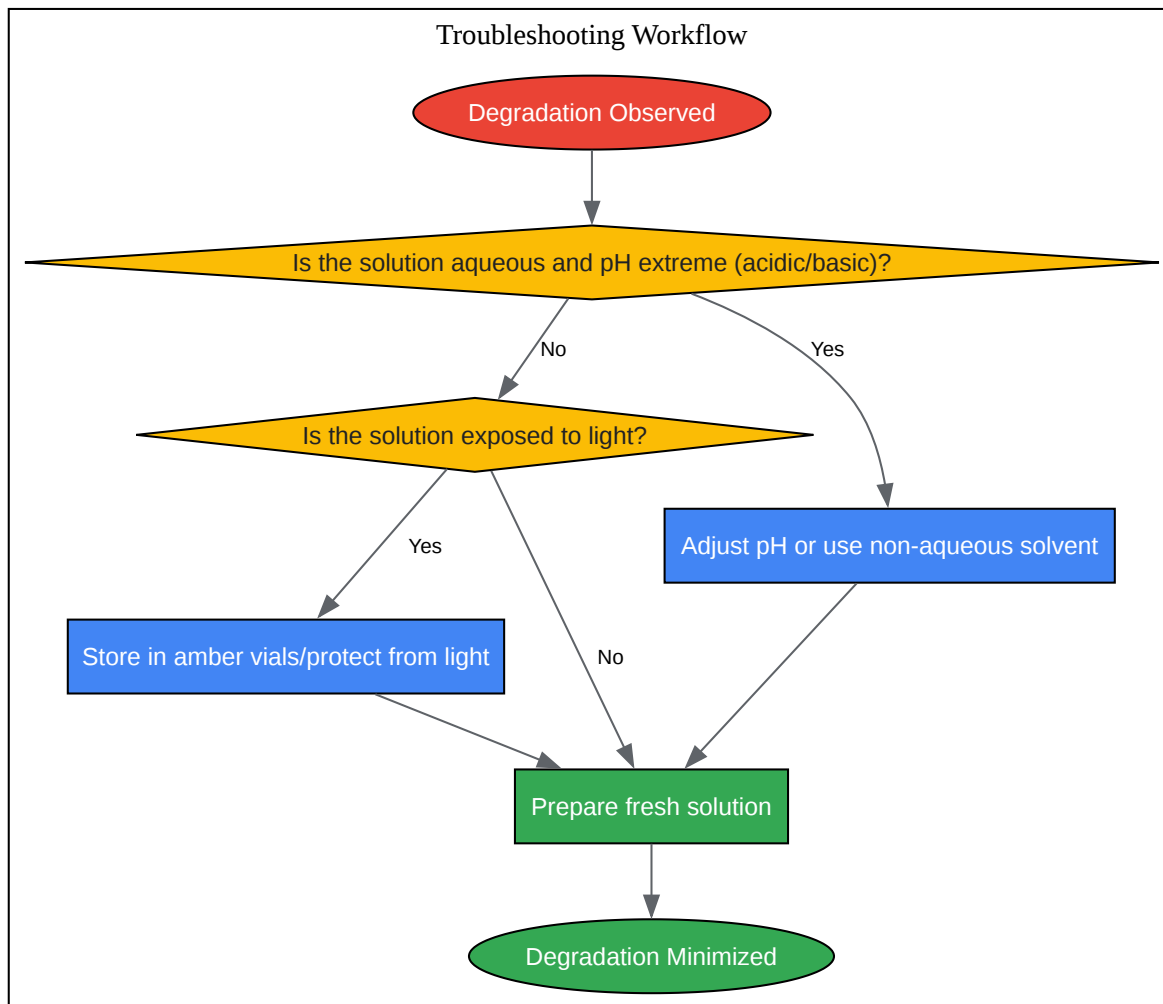 Troubleshooting Workflow
Degradation Observed
Is the solution aqueous and pH extreme (acidic/basic)?
No
Yes
Is the solution exposed to light?
Yes
Adjust pH or use non-aqueous solvent
Store in amber vials/protect from light
No
Prepare fresh solution
Degradation Minimized